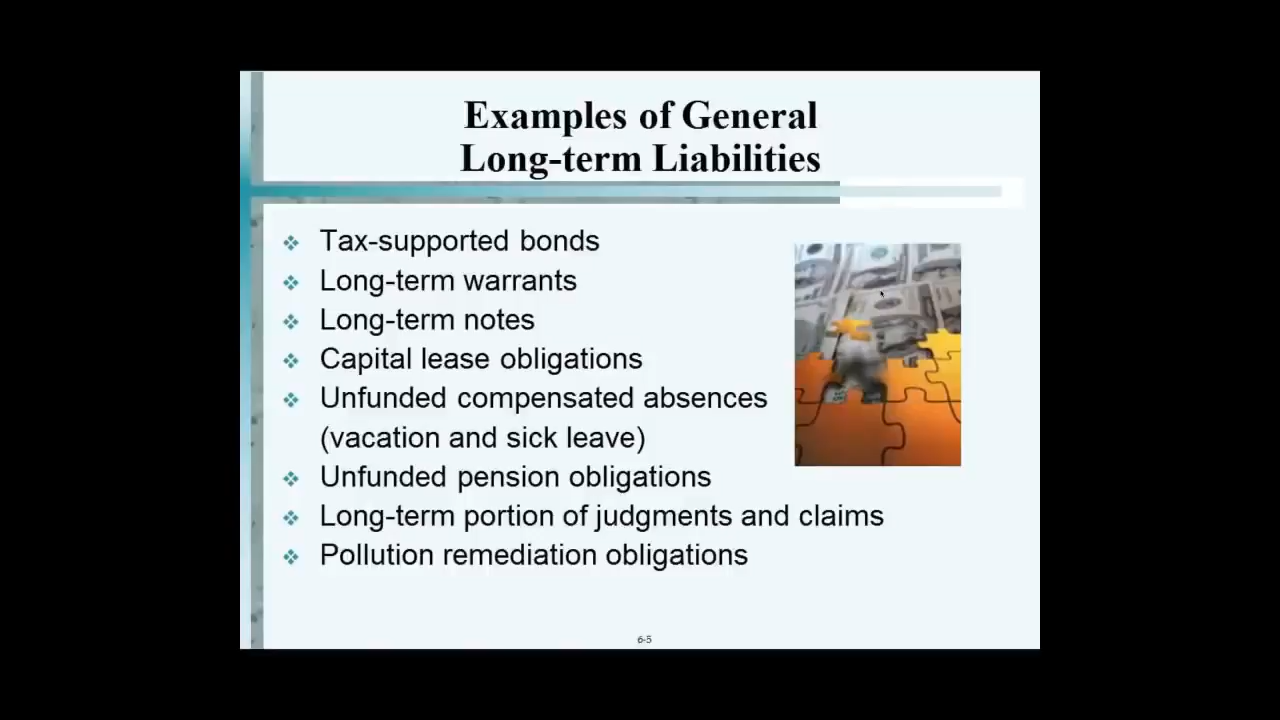 Examples of General
Long-term Liabilities
Tax-supported bonds
Long-term warrants
Long-term notes
Capital lease obligations
Unfunded compensated absences
(vacation and sick leave)
Unfunded pension obligations
Long-term portion of judgments and claims
Pollution remediation obligations
6-5